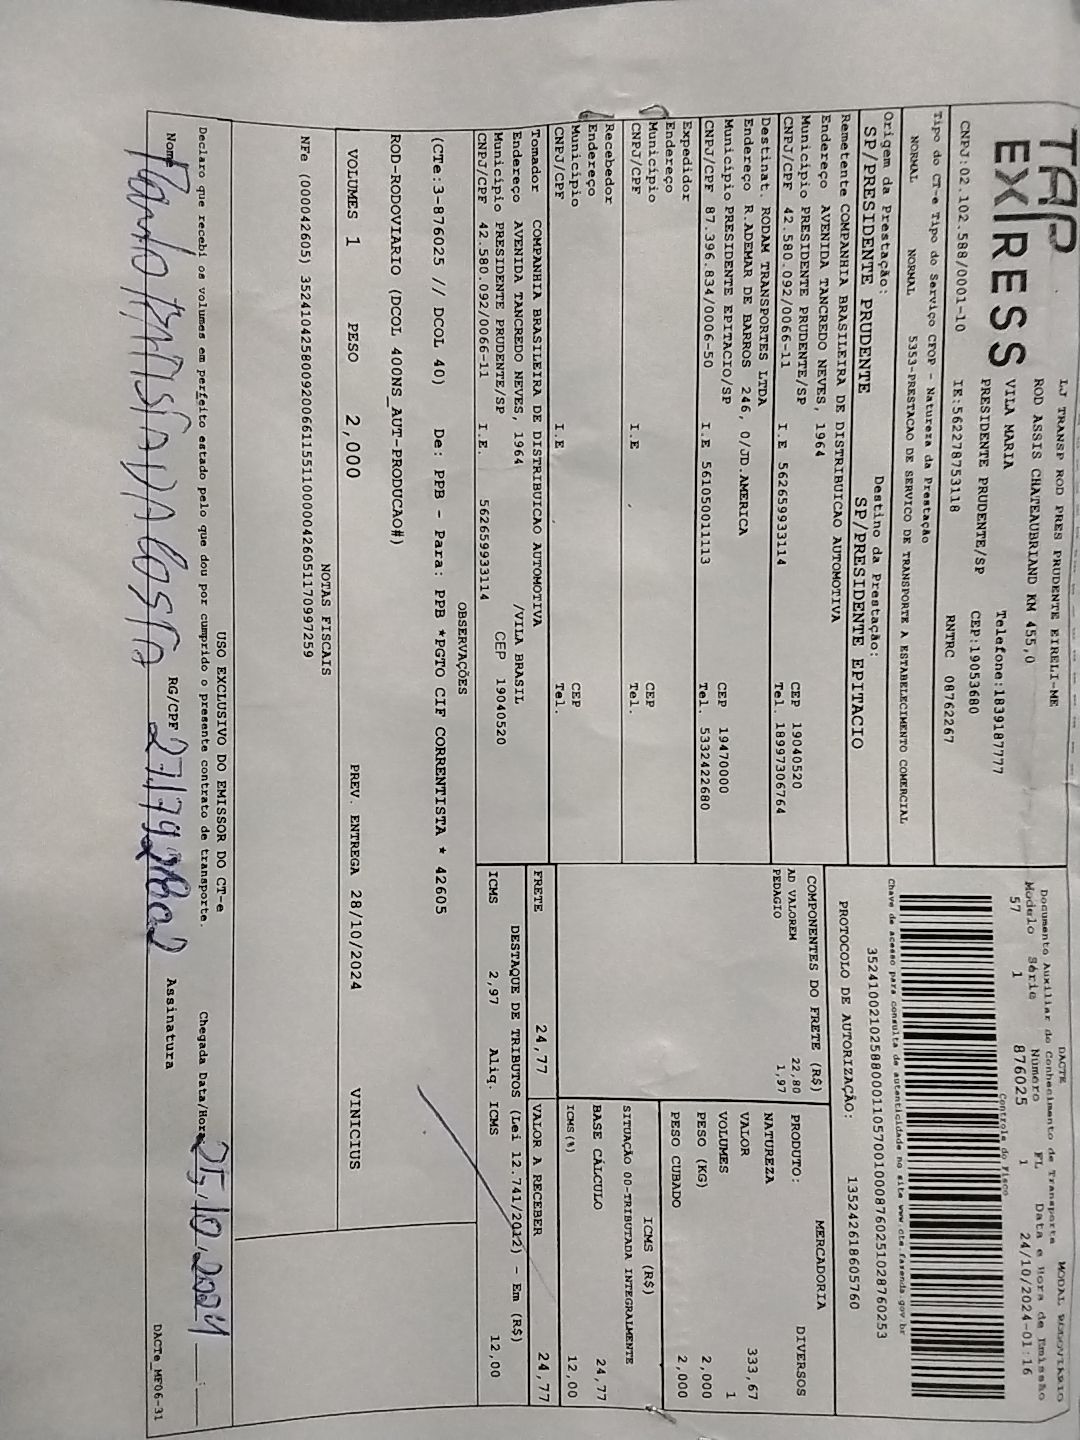 TAP
EXPRESS
LJ TRANSP ROD PRES PRUDENTE EIRELI-ME
ROD ASSIS CHATEAUBRIAND KM 455,0
VILA MARIA Telefone:1839187777
PRESIDENTE PRUDENTE/SP CEP:19053680
CNPJ:02.102.588/0001-10 IE:562278753118 RNTRC 08762267
Tipo do CT-e Tipo do Serviço CFOP - Natureza da Prestação
NORMAL NORMAL 5353-PRESTACAO DE SERVICO DE TRANSPORTE A ESTABELECIMENTO COMERCIAL
Origem da Prestação: Destino da Prestação:
SP/PRESIDENTE PRUDENTE SP/PRESIDENTE EPITACIO
Remetente COMPANHIA BRASILEIRA DE DISTRIBUICAO AUTOMOTIVA
Endereço AVENIDA TANCREDO NEVES, 1964
Município PRESIDENTE PRUDENTE/SP CEP 19040520
CNPJ/CPF 42.580.092/0066-11 I.E 562659933114 Tel. 18997306764
Destinat. RODAM TRANSPORTES LTDA
Endereço R.ADEMAR DE BARROS 246, 0/JD.AMERICA
Município PRESIDENTE EPITACIO/SP CEP 19470000
CNPJ/CPF 87.396.834/0006-50 I.E 561050011113 Tel. 5332422680
Expedidor
Endereço
Município CEP
CNPJ/CPF I.E Tel.
Recebedor
Endereço
Município CEP
CNPJ/CPF I.E Tel.
Tomador COMPANHIA BRASILEIRA DE DISTRIBUICAO AUTOMOTIVA
Endereço AVENIDA TANCREDO NEVES, 1964 /VILA BRASIL
Município PRESIDENTE PRUDENTE/SP CEP 19040520
CNPJ/CPF 42.580.092/0066-11 I.E. 562659933114
DACTE MODAL RODOVIARIO
Documento Auxiliar do Conhecimento de Transporte
Modelo Série Número FL Data e Hora de Emissão
57 1 876025 1 24/10/2024-01:16
Controle do Fisco
Chave de acesso para consulta de autenticidade no site www.cte.fazenda.gov.br
35241002102588000110570010008760251028760253
PROTOCOLO DE AUTORIZAÇÃO: 135242618605760
COMPONENTES DO FRETE (R$)
AD VALOREM 22,80
PEDAGIO 1,97
MERCADORIA
PRODUTO: DIVERSOS
NATUREZA
VALOR 333,67
VOLUMES 1
PESO (KG) 2,000
PESO CUBADO 2,000
ICMS (R$)
SITUAÇÃO 00-TRIBUTADA INTEGRALMENTE
BASE CÁLCULO 24,77
ICMS(%) 12,00
FRETE 24,77 VALOR A RECEBER 24,77
DESTAQUE DE TRIBUTOS (Lei 12.741/2012) - Em (R$)
ICMS 2,97 Aliq. ICMS 12,00
OBSERVAÇÕES
(CTe:3-876025 // DCOL 40) De: PPB - Para: PPB *PGTO CIF CORRENTISTA * 42605
ROD-RODOVIARIO (DCOL 400NS_AUT-PRODUCAO#)
VOLUMES 1 PESO 2,000 PREV. ENTREGA 28/10/2024 VINICIUS
NOTAS FISCAIS
NFe (000042605) 35241042580092006611551100000426051170997259
USO EXCLUSIVO DO EMISSOR DO CT-e
Declaro que recebi os volumes em perfeito estado pelo que dou por cumprido o presente contrato de transporte. Chegada Data/Hora 25.10.2024
Nome Costa RG/CPF Assinatura
DACTe_MF06-31